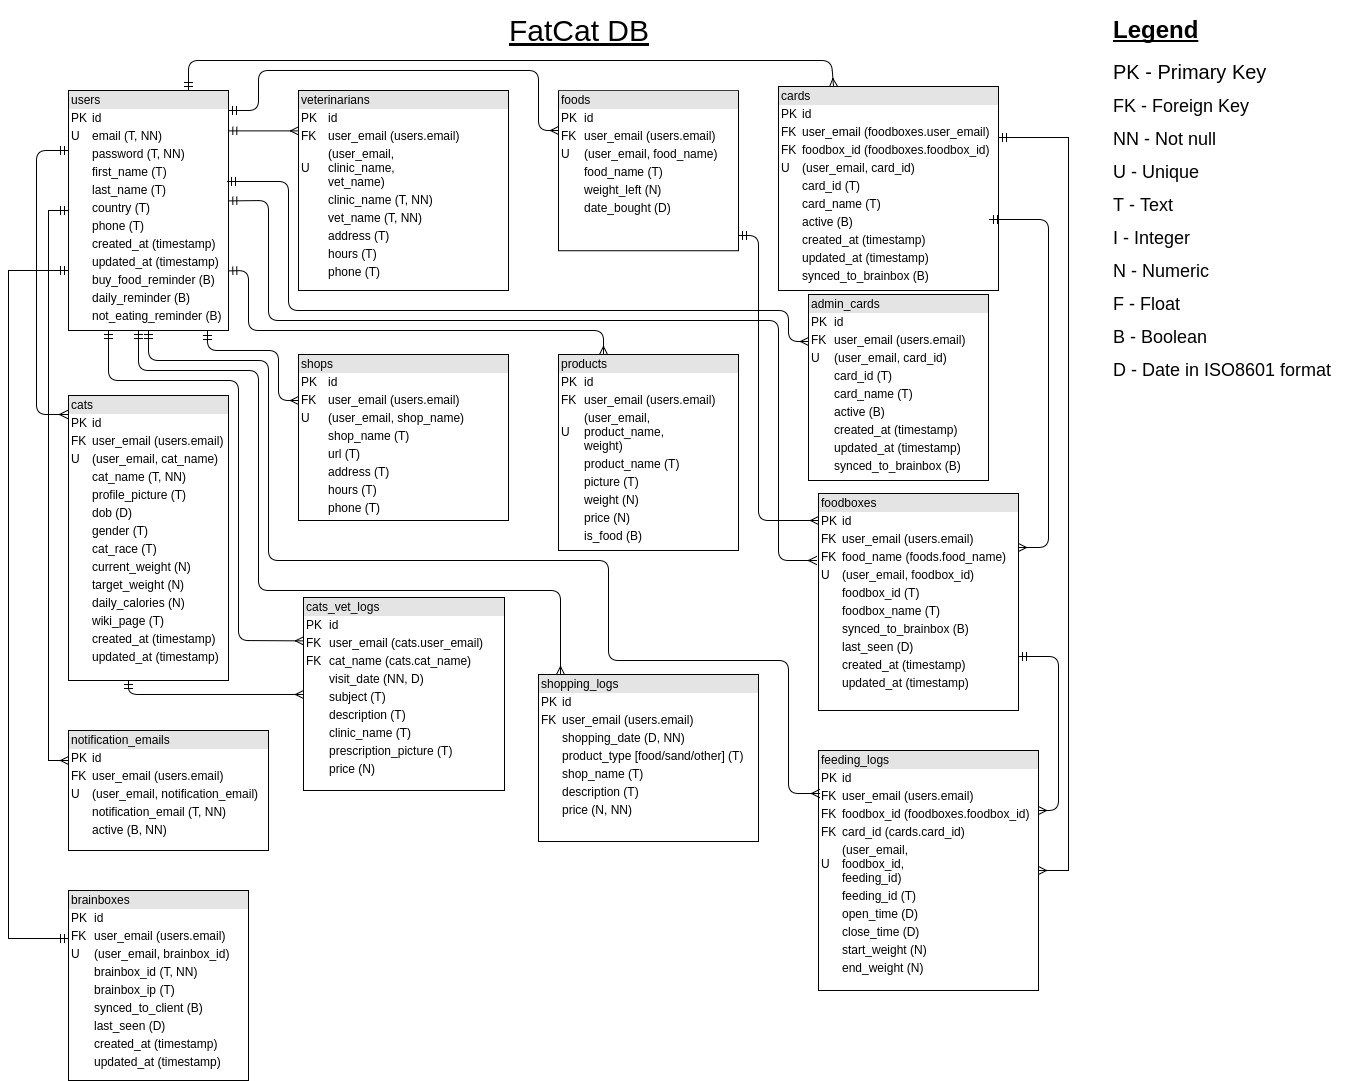 FatCat DB
Legend
PK - Primary Key
FK - Foreign Key
NN - Not null
U - Unique
T - Text
I - Integer
N - Numeric
F - Float
B - Boolean
D - Date in ISO8601 format
users
PK id
U email (T, NN)
password (T, NN)
first_name (T)
last_name (T)
country (T)
phone (T)
created_at (timestamp)
updated_at (timestamp)
buy_food_reminder (B)
daily_reminder (B)
not_eating_reminder (B)
veterinarians
PK id
FK user_email (users.email)
(user_email,
U clinic_name,
vet_name)
clinic_name (T, NN)
vet_name (T, NN)
address (T)
hours (T)
phone (T)
foods
PK id
FK user_email (users.email)
U (user_email, food_name)
food_name (T)
weight_left (N)
date_bought (D)
cards
PK id
FK user_email (foodboxes.user_email)
FK foodbox_id (foodboxes.foodbox_id)
U (user_email, card_id)
card_id (T)
card_name (T)
active (B)
created_at (timestamp)
updated_at (timestamp)
synced_to_brainbox (B)
admin_cards
PK id
FK user_email (users.email)
U (user_email, card_id)
card_id (T)
card_name (T)
active (B)
created_at (timestamp)
updated_at (timestamp)
synced_to_brainbox (B)
shops
PK id
FK user_email (users.email)
U (user_email, shop_name)
shop_name (T)
url (T)
address (T)
hours (T)
phone (T)
products
PK id
FK user_email (users.email)
(user_email,
U product_name,
weight)
product_name (T)
picture (T)
weight (N)
price (N)
is_food (B)
cats
PK id
FK user_email (users.email)
U (user_email, cat_name)
cat_name (T, NN)
profile_picture (T)
dob (D)
gender (T)
cat_race (T)
current_weight (N)
target_weight (N)
daily_calories (N)
wiki_page (T)
created_at (timestamp)
updated_at (timestamp)
foodboxes
PK id
FK user_email (users.email)
FK food_name (foods.food_name)
U (user_email, foodbox_id)
foodbox_id (T)
foodbox_name (T)
synced_to_brainbox (B)
last_seen (D)
created_at (timestamp)
updated_at (timestamp)
cats_vet_logs
PK id
FK user_email (cats.user_email)
FK cat_name (cats.cat_name)
visit_date (NN, D)
subject (T)
description (T)
clinic_name (T)
prescription_picture (T)
price (N)
shopping_logs
PK id
FK user_email (users.email)
shopping_date (D, NN)
product_type [food/sand/other] (T)
shop_name (T)
description (T)
price (N, NN)
notification_emails
PK id
FK user_email (users.email)
U (user_email, notification_email)
notification_email (T, NN)
active (B, NN)
feeding_logs
PK id
FK user_email (users.email)
FK foodbox_id (foodboxes.foodbox_id)
FK card_id (cards.card_id)
(user_email,
U foodbox_id,
feeding_id)
feeding_id (T)
open_time (D)
close_time (D)
start_weight (N)
end_weight (N)
brainboxes
PK id
FK user_email (users.email)
U (user_email, brainbox_id)
brainbox_id (T, NN)
brainbox_ip (T)
synced_to_client (B)
last_seen (D)
created_at (timestamp)
updated_at (timestamp)